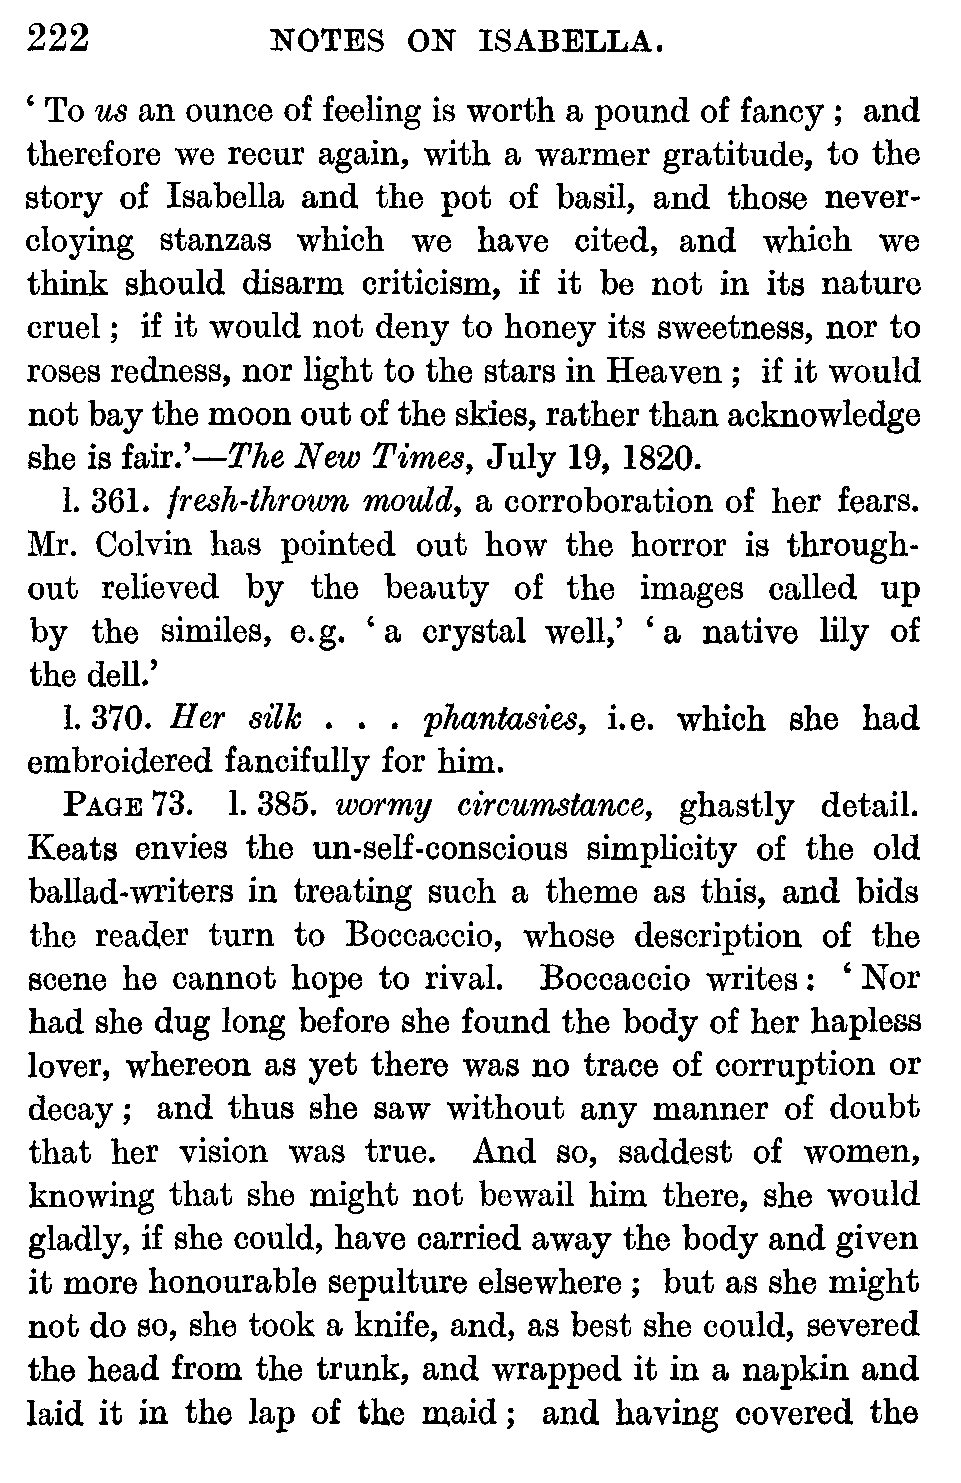 222 NOTES ON ISABELLA.
‘ To us an ounce of feeling is worth a pound of fancy ; and
therefore we recur again, with a warmer gratitude, to the
story of Isabella and the pot of basil, and those never-
cloying stanzas which we have cited, and which we
think should disarm criticism, if it be not in its nature
cruel ; if it would not deny to honey its sweetness, nor to
roses redness, nor light to the stars in Heaven ; if it would
not bay the moon out of the skies, rather than acknowledge
she is fair.’—The New Times, July 19, 1820.
l. 361. fresh-thrown mould, a corroboration of her fears.
Mr. Colvin has pointed out how the horror is through-
out relieved by the beauty of the images called up
by the similes, e.g. ‘ a crystal well,’ ‘ a native lily of
the dell.’
l. 370. Her silk . . . phantasies, i.e. which she had
embroidered fancifully for him.
PAGE 73. l. 385. wormy circumstance, ghastly detail.
Keats envies the un-self-conscious simplicity of the old
ballad-writers in treating such a theme as this, and bids
the reader turn to Boccaccio, whose description of the
scene he cannot hope to rival. Boccaccio writes : ‘ Nor
had she dug long before she found the body of her hapless
lover, whereon as yet there was no trace of corruption or
decay ; and thus she saw without any manner of doubt
that her vision was true. And so, saddest of women,
knowing that she might not bewail him there, she would
gladly, if she could, have carried away the body and given
it more honourable sepulture elsewhere ; but as she might
not do so, she took a knife, and, as best she could, severed
the head from the trunk, and wrapped it in a napkin and
laid it in the lap of the maid ; and having covered the